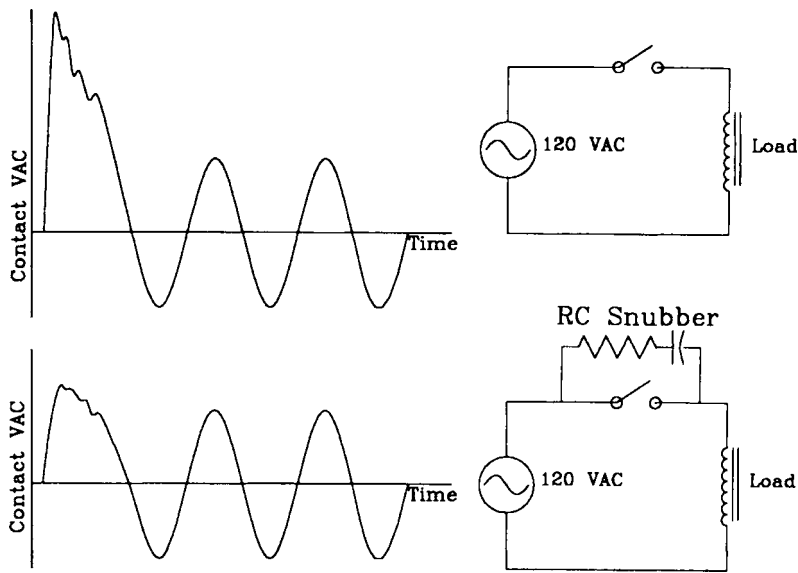 Contact VAC
Time
120 VAC
Load
RC Snubber
Contact VAC
Time
120 VAC
Load